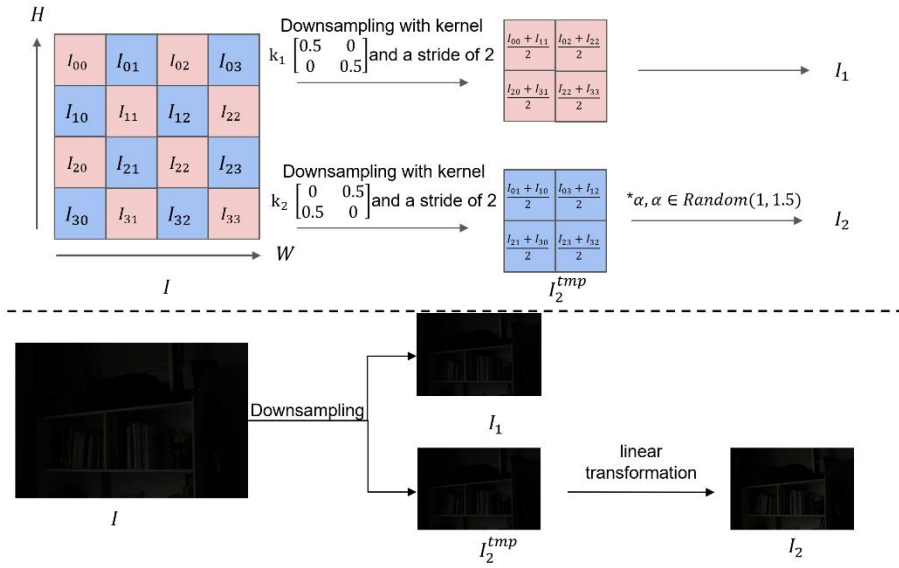 H
Downsampling with kernel
k₁ [0.5 0
0 0.5] and a stride of 2
I₀₀ I₀₁ I₀₂ I₀₃
I₁₀ I₁₁ I₁₂ I₂₂
I₂₀ I₂₁ I₂₂ I₂₃
I₃₀ I₃₁ I₃₂ I₃₃
W
I
(I₀₀ + I₁₁)/2 (I₀₂ + I₂₂)/2
(I₂₀ + I₃₁)/2 (I₂₂ + I₃₃)/2
I₁
Downsampling with kernel
k₂ [0 0.5
0.5 0] and a stride of 2
(I₀₁ + I₁₀)/2 (I₀₃ + I₁₂)/2
(I₂₁ + I₃₀)/2 (I₂₃ + I₃₂)/2
I₂ᵗᵐᵖ
*α, α ∈ Random(1, 1.5)
I₂
Downsampling
I
I₁
I₂ᵗᵐᵖ
linear
transformation
I₂